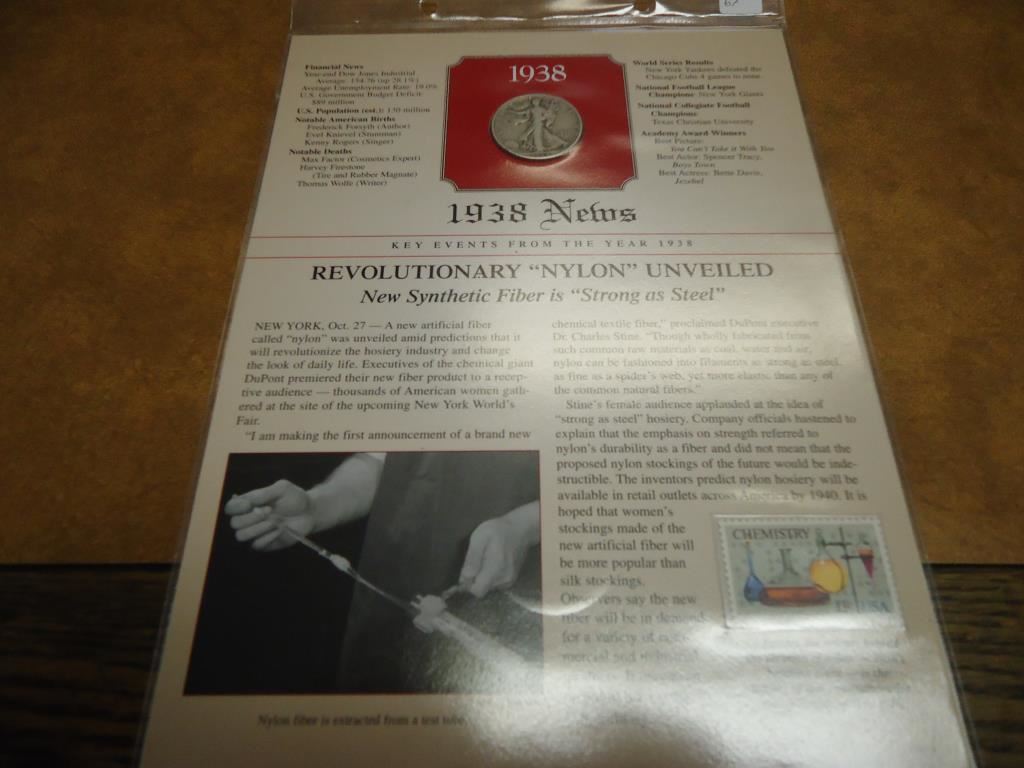 67
Financial News
Year-end Dow Jones Industrial
Average: 154.76 (up 28.1%)
Average Unemployment Rate: 19.0%
U.S. Government Budget Deficit:
$89 million
U.S. Population (est.): 130 million
Notable American Births
Frederick Forsyth (Author)
Evel Knievel (Stuntman)
Kenny Rogers (Singer)
Notable Deaths
Max Factor (Cosmetics Expert)
Harvey Firestone
(Tire and Rubber Magnate)
Thomas Wolfe (Writer)
1938
World Series Results
New York Yankees defeated the
Chicago Cubs 4 games to none.
National Football League
Champions: New York Giants
National Collegiate Football
Champions:
Texas Christian University
Academy Award Winners
Best Picture:
You Can't Take it With You
Best Actor: Spencer Tracy,
Boys Town
Best Actress: Bette Davis,
Jezebel
1938 News
KEY EVENTS FROM THE YEAR 1938
REVOLUTIONARY “NYLON” UNVEILED
New Synthetic Fiber is “Strong as Steel”
NEW YORK, Oct. 27 — A new artificial fiber
called “nylon” was unveiled amid predictions that it
will revolutionize the hosiery industry and change
the look of daily life. Executives of the chemical giant
DuPont premiered their new fiber product to a recep-
tive audience — thousands of American women gath-
ered at the site of the upcoming New York World's
Fair.
“I am making the first announcement of a brand new
chemical textile fiber,” proclaimed DuPont executive
Dr. Charles Stine. “Though wholly fabricated from
such common raw materials as coal, water and air,
nylon can be fashioned into filaments as strong as steel,
as fine as a spider's web, yet more elastic than any of
the common natural fibers.”
Stine's female audience applauded at the idea of
“strong as steel” hosiery. Company officials hastened to
explain that the emphasis on strength referred to
nylon's durability as a fiber and did not mean that the
proposed nylon stockings of the future would be inde-
structible. The inventors predict nylon hosiery will be
available in retail outlets across America by 1940. It is
hoped that women's
stockings made of the
new artificial fiber will
be more popular than
silk stockings.
Observers say the new
fiber will be in demand
for a variety of
CHEMISTRY
USA
Nylon fiber is extracted from a test tube